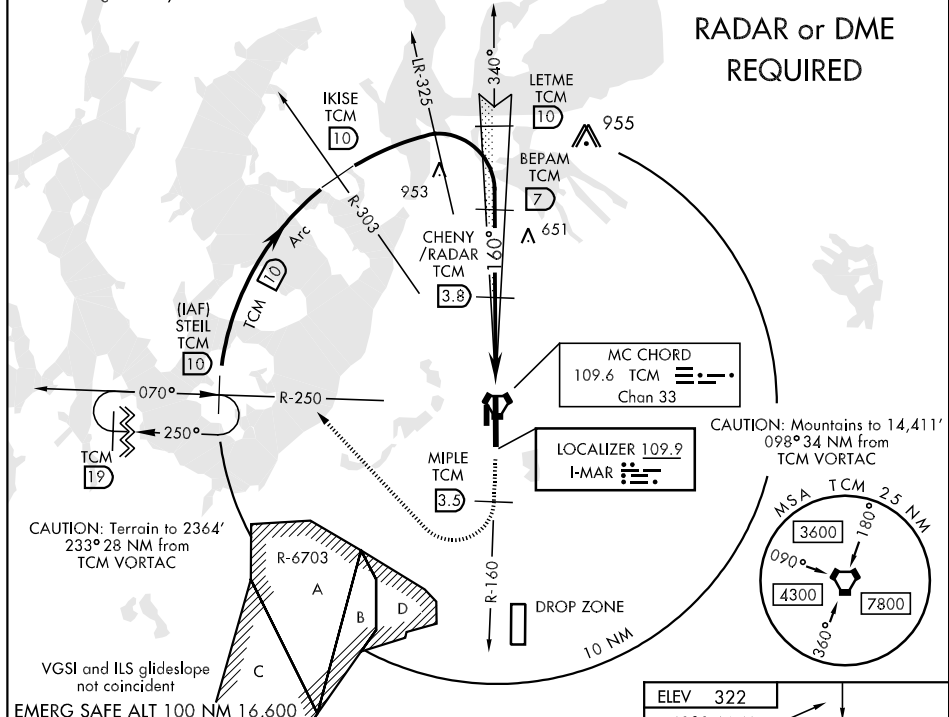 RADAR or DME
REQUIRED
LR-325
340°
LETME
TCM
10
IKISE
TCM
10
955
BEPAM
TCM
7
953
R-303
651
160°
CHENY
/RADAR
TCM
3.8
Arc
10
TCM
(IAF)
STEIL
TCM
10
MC CHORD
109.6 TCM
Chan 33
070°
R-250
250°
TCM
19
CAUTION: Mountains to 14,411'
098° 34 NM from
TCM VORTAC
LOCALIZER 109.9
I-MAR
MIPLE
TCM
3.5
MSA TCM 25 NM
3600
180°
090°
4300
7800
360°
CAUTION: Terrain to 2364'
233° 28 NM from
TCM VORTAC
R-6703
A
B
D
C
R-160
DROP ZONE
10 NM
VGSI and ILS glideslope
not coincident
EMERG SAFE ALT 100 NM 16,600
ELEV 322